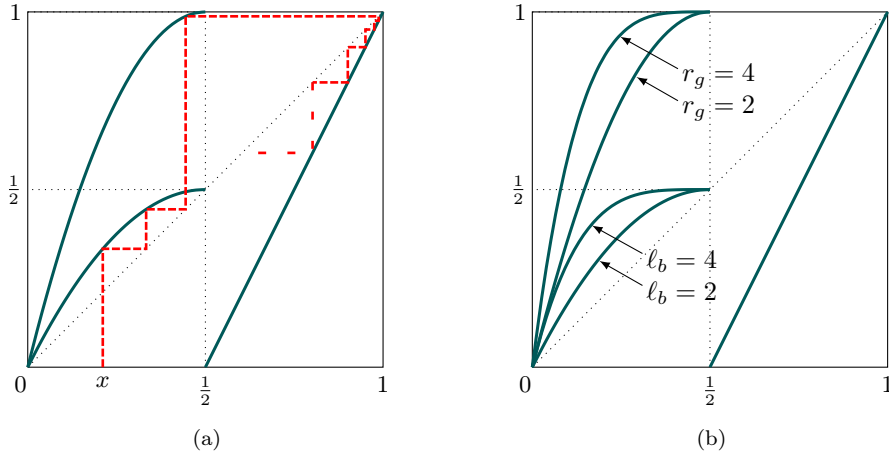 1
1/2
0
x
1/2
1
(a)
1
r_g = 4
r_g = 2
1/2
ℓ_b = 4
ℓ_b = 2
0
1/2
1
(b)